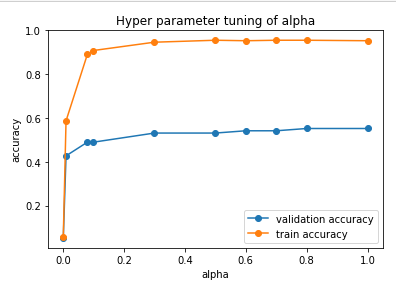 Hyper parameter tuning of alpha
1.0
0.8
0.6
0.4
0.2
accuracy
validation accuracy
train accuracy
0.0 0.2 0.4 0.6 0.8 1.0
alpha